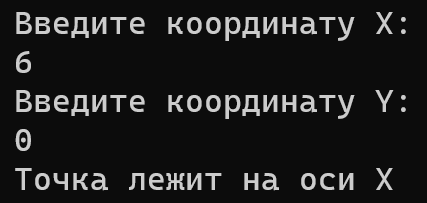 Введите координату X:
6
Введите координату Y:
0
Точка лежит на оси X